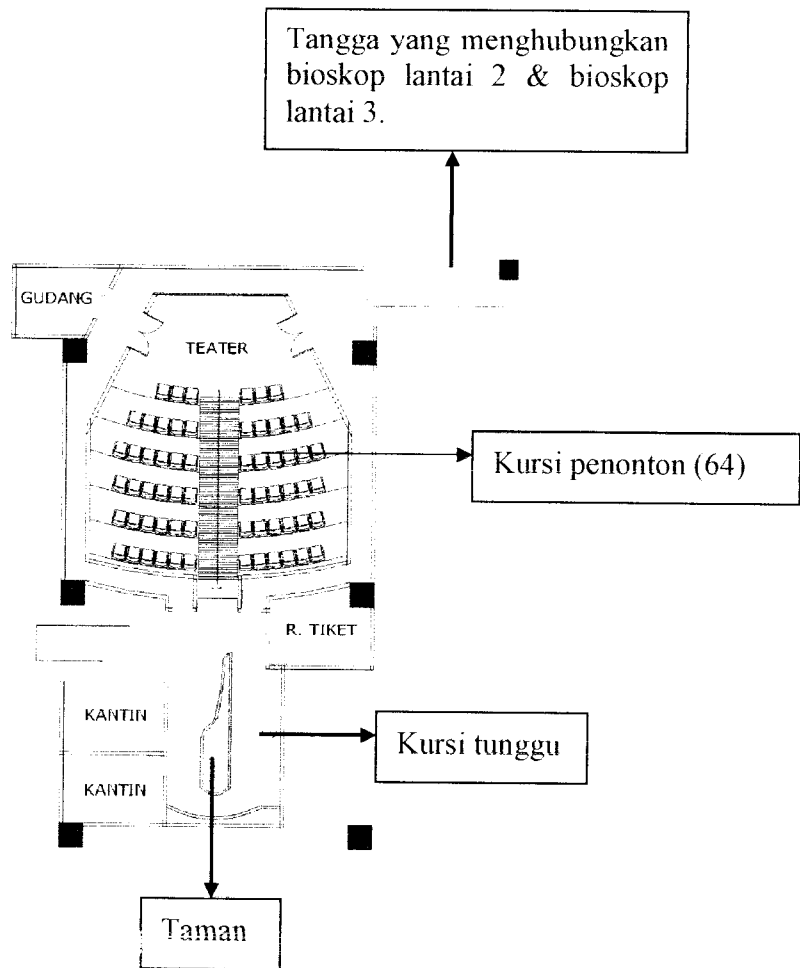 Tangga yang menghubungkan
bioskop lantai 2 & bioskop
lantai 3.
GUDANG
TEATER
Kursi penonton (64)
R. TIKET
KANTIN
Kursi tunggu
KANTIN
Taman